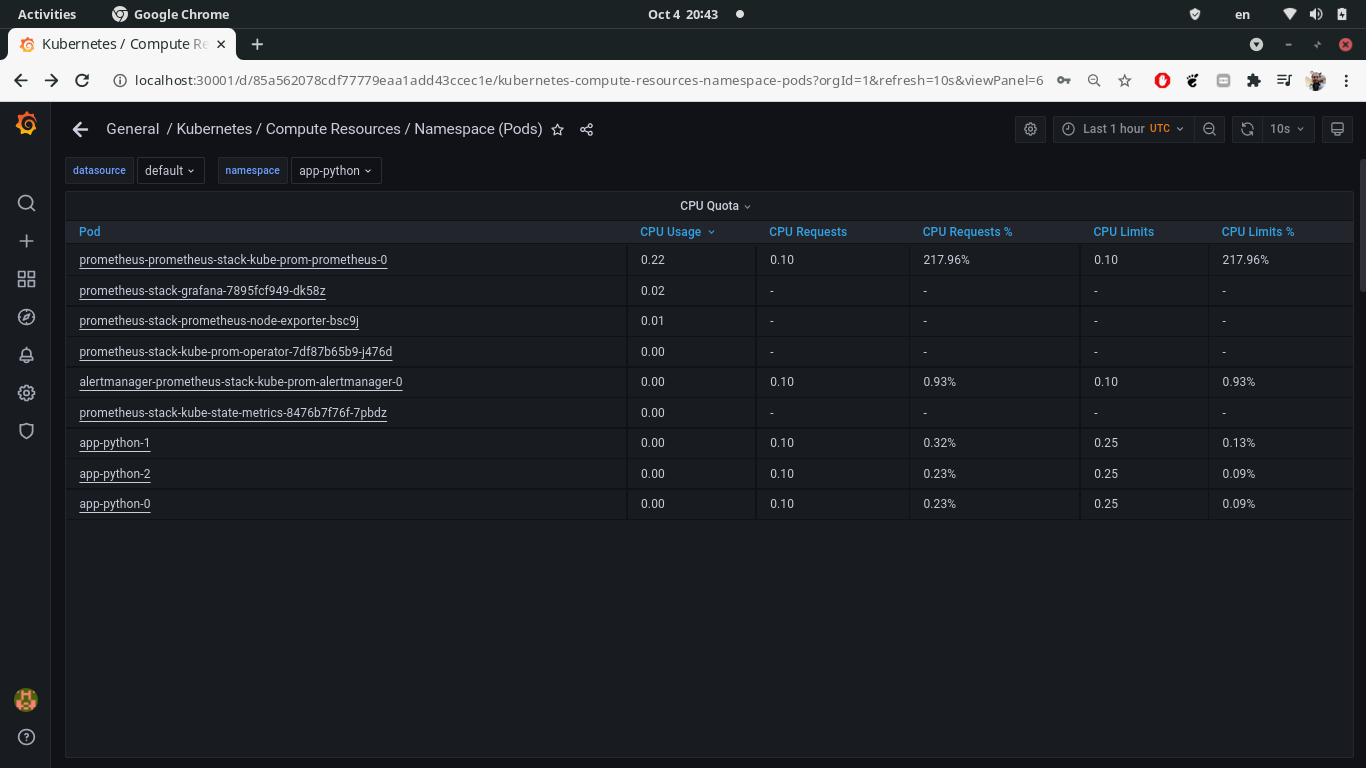 Activities Google Chrome Oct 4 20:43 en
Kubernetes / Compute Re
localhost:30001/d/85a562078cdf77779eaa1add43ccec1e/kubernetes-compute-resources-namespace-pods?orgId=1&refresh=10s&viewPanel=6
General / Kubernetes / Compute Resources / Namespace (Pods) Last 1 hour UTC 10s
datasource default namespace app-python
CPU Quota
Pod CPU Usage CPU Requests CPU Requests % CPU Limits CPU Limits %
prometheus-prometheus-stack-kube-prom-prometheus-0 0.22 0.10 217.96% 0.10 217.96%
prometheus-stack-grafana-7895fcf949-dk58z 0.02 - - - -
prometheus-stack-prometheus-node-exporter-bsc9j 0.01 - - - -
prometheus-stack-kube-prom-operator-7df87b65b9-j476d 0.00 - - - -
alertmanager-prometheus-stack-kube-prom-alertmanager-0 0.00 0.10 0.93% 0.10 0.93%
prometheus-stack-kube-state-metrics-8476b7f76f-7pbdz 0.00 - - - -
app-python-1 0.00 0.10 0.32% 0.25 0.13%
app-python-2 0.00 0.10 0.23% 0.25 0.09%
app-python-0 0.00 0.10 0.23% 0.25 0.09%